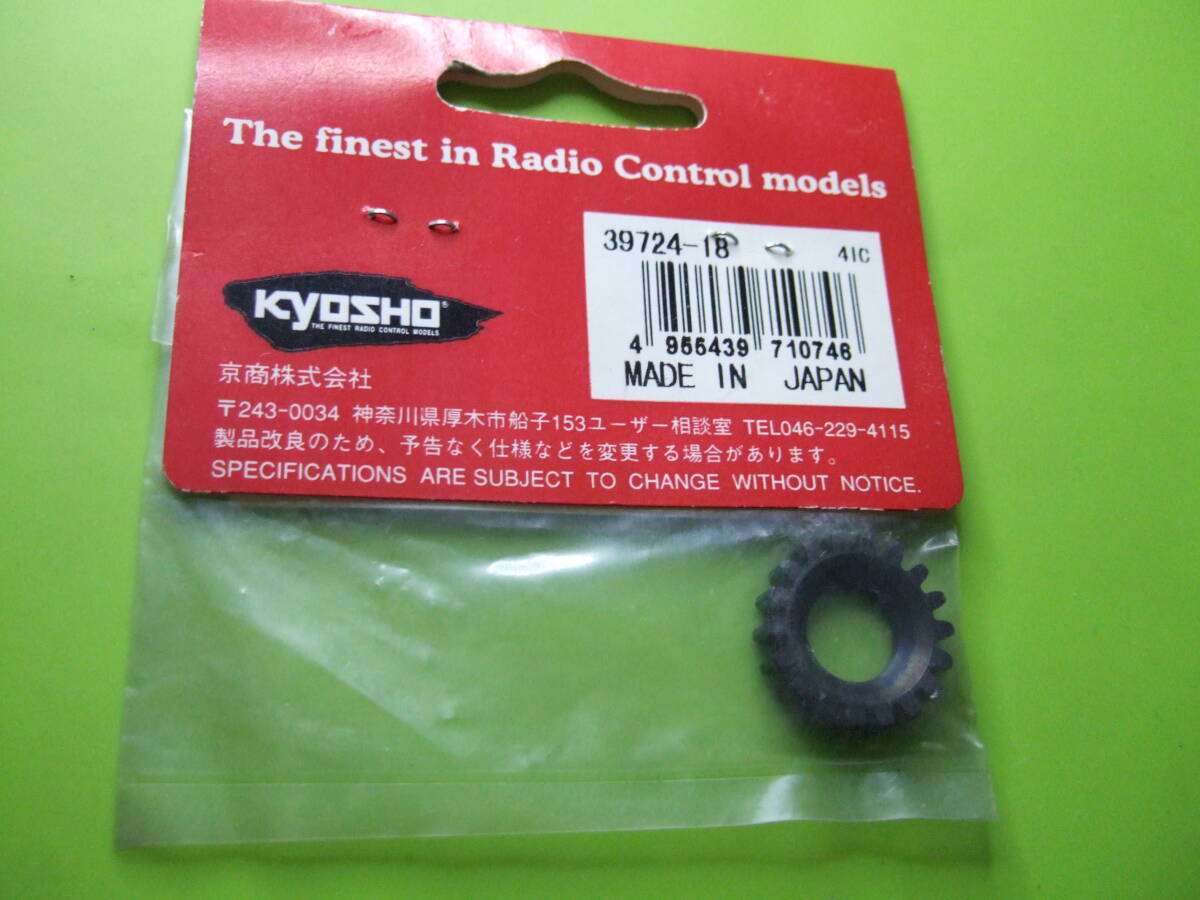 The finest in Radio Control models
39724-18 41C
4 955439 710746
MADE IN JAPAN
KYOSHO®
THE FINEST RADIO CONTROL MODELS
京商株式会社
〒243-0034 神奈川県厚木市船子153ユーザー相談室 TEL046-229-4115
製品改良のため、予告なく仕様などを変更する場合があります。
SPECIFICATIONS ARE SUBJECT TO CHANGE WITHOUT NOTICE.